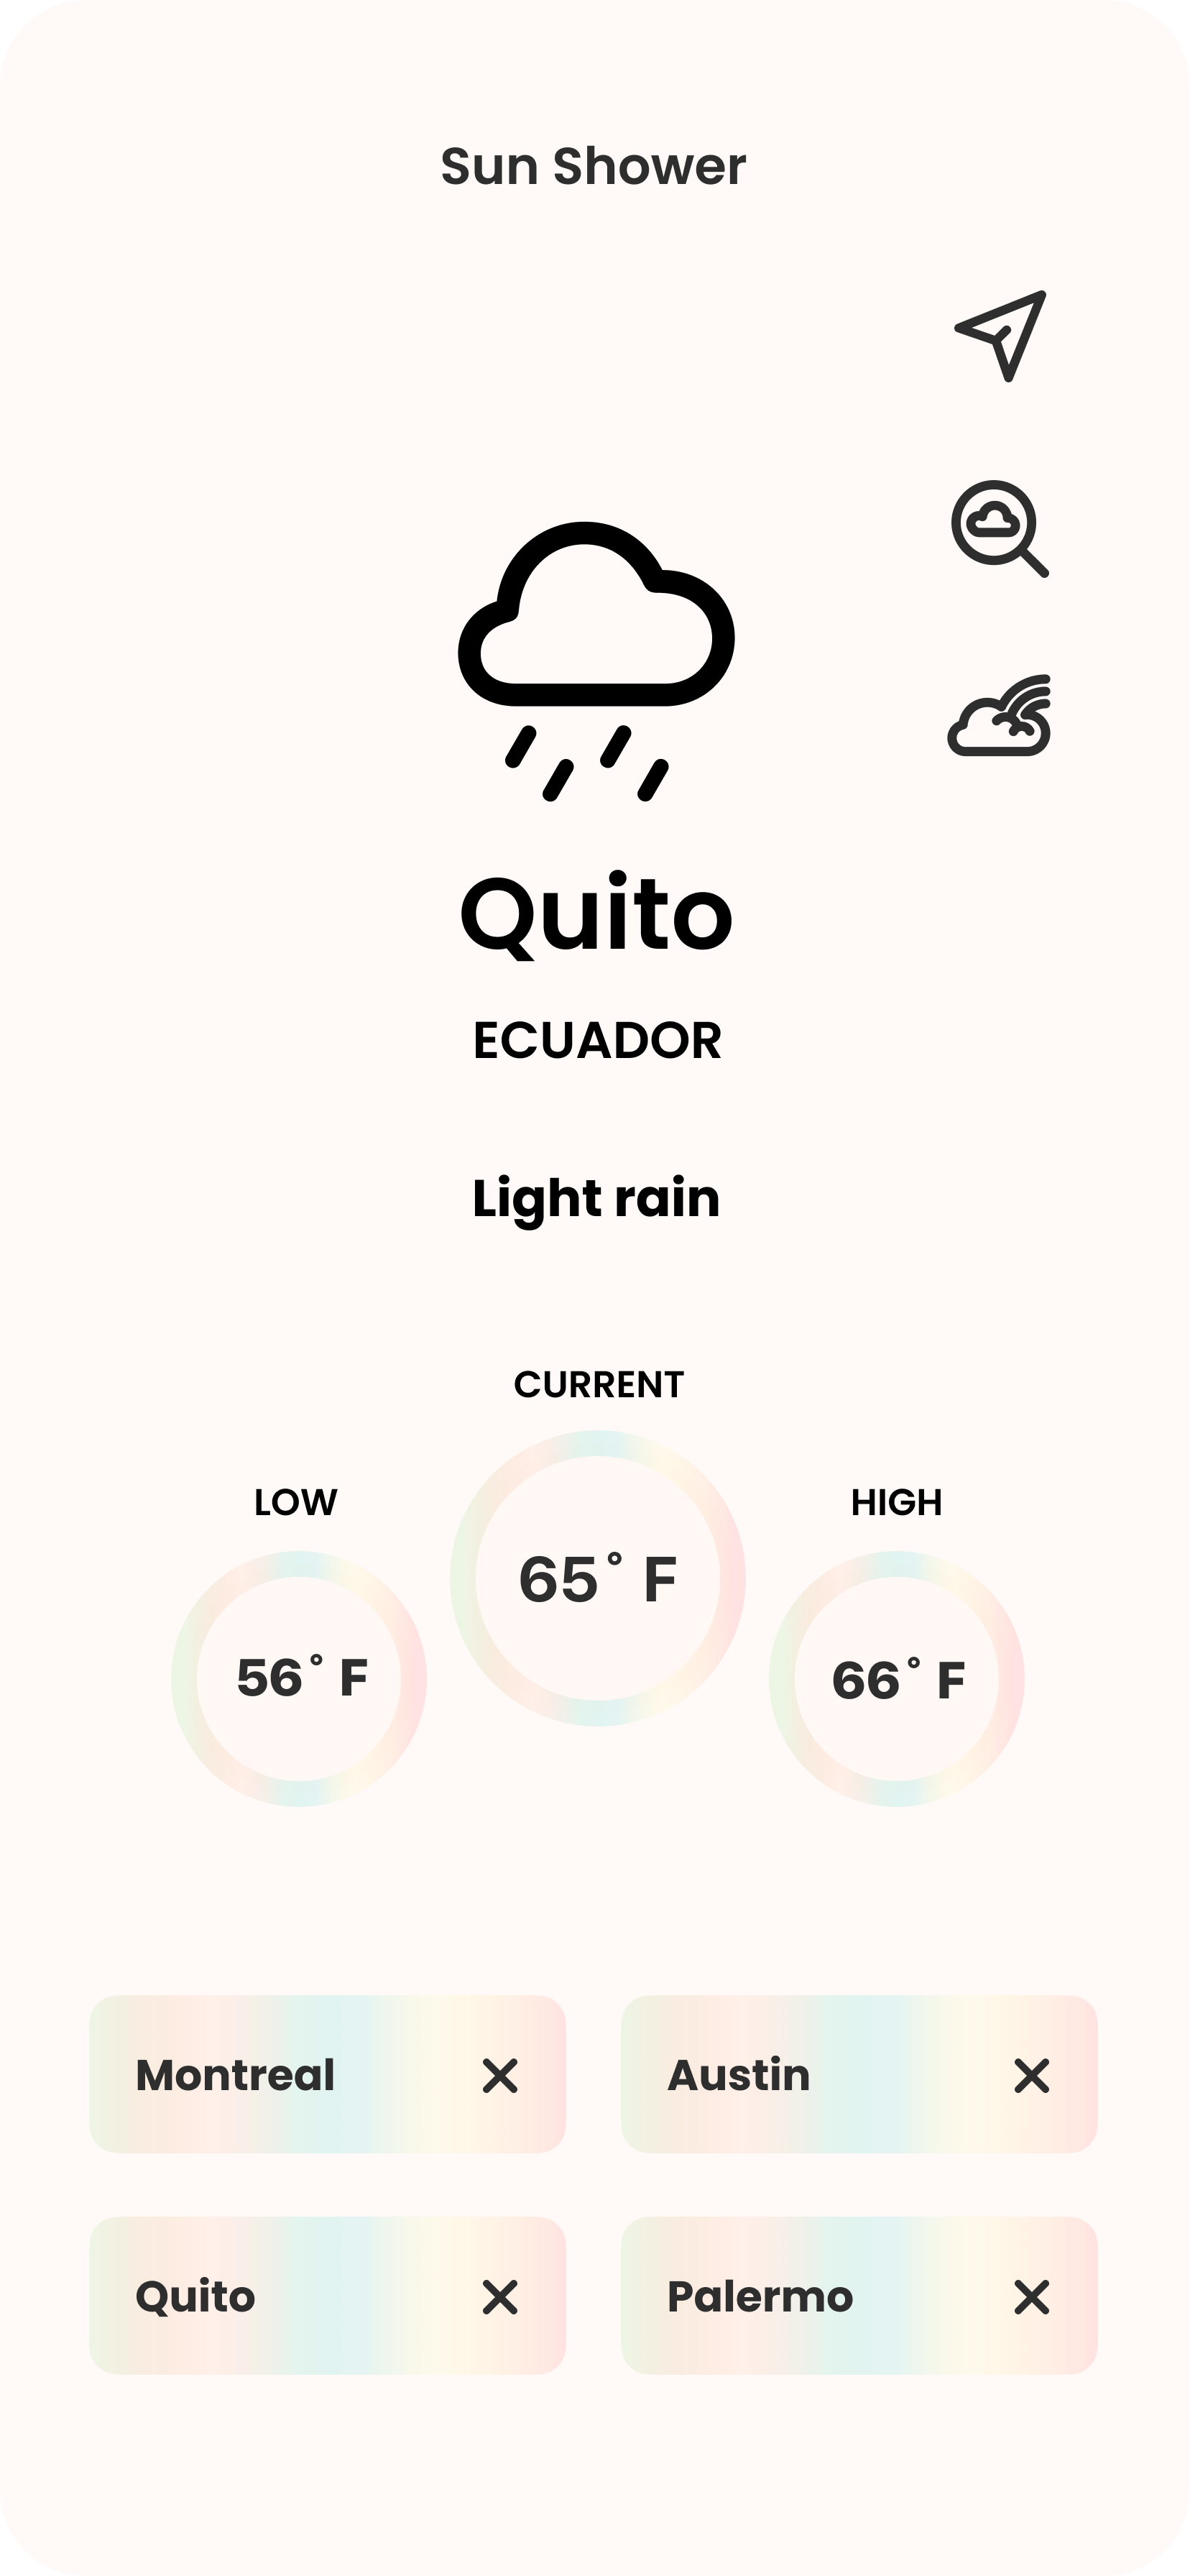 Sun Shower
Quito
ECUADOR
Light rain
CURRENT
LOW
HIGH
65° F
56° F
66° F
Montreal
Austin
Quito
Palermo